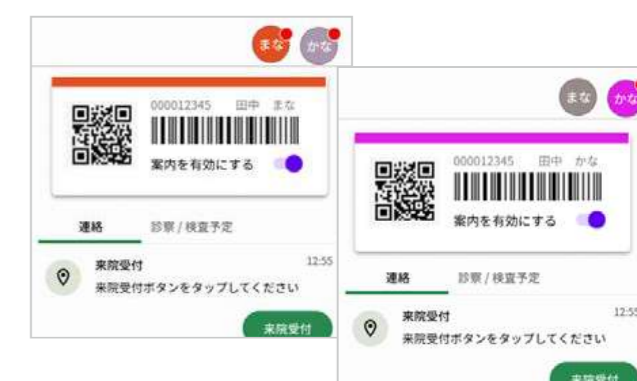 まな かな
000012345 田中 まな
案内を有効にする
連絡 診察 / 検査予定
来院受付 12:55
来院受付ボタンをタップしてください
来院受付
まな かな
000012345 田中 かな
案内を有効にする
連絡 診察 / 検査予定
来院受付 12:55
来院受付ボタンをタップしてください
来院受付